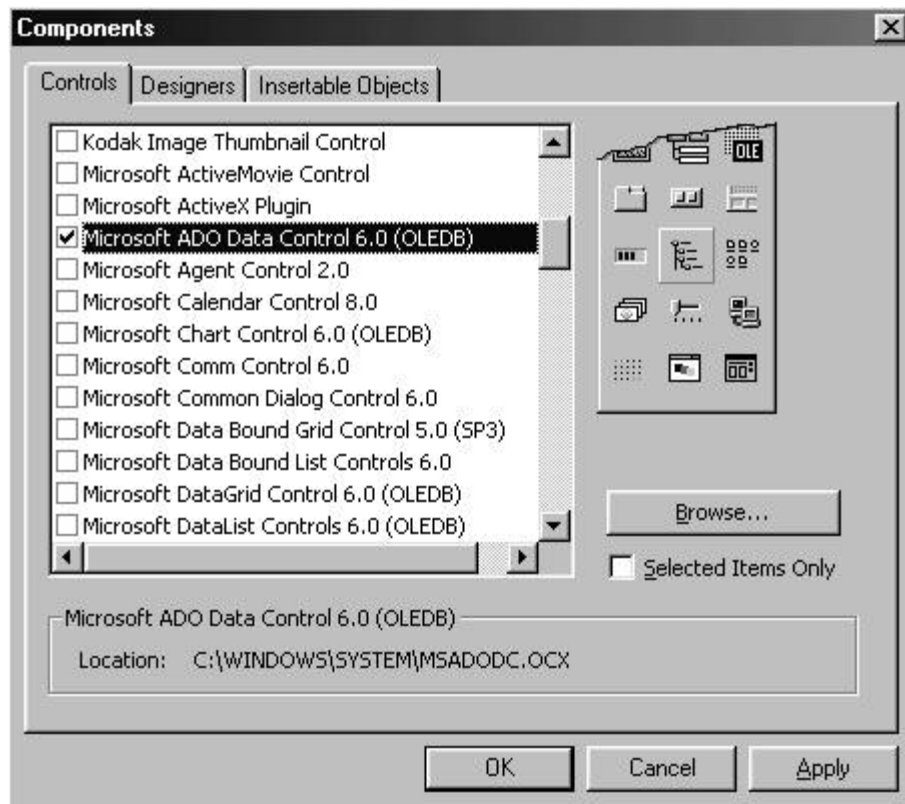 Components
Controls
Designers
Insertable Objects
Kodak Image Thumbnail Control
Microsoft ActiveMovie Control
Microsoft ActiveX Plugin
Microsoft ADO Data Control 6.0 (OLEDB)
Microsoft Agent Control 2.0
Microsoft Calendar Control 8.0
Microsoft Chart Control 6.0 (OLEDB)
Microsoft Comm Control 6.0
Microsoft Common Dialog Control 6.0
Microsoft Data Bound Grid Control 5.0 (SP3)
Microsoft Data Bound List Controls 6.0
Microsoft DataGrid Control 6.0 (OLEDB)
Microsoft DataList Controls 6.0 (OLEDB)
OLE
Browse...
Selected Items Only
Microsoft ADO Data Control 6.0 (OLEDB)
Location: C:\WINDOWS\SYSTEM\MSADODC.OCX
OK
Cancel
Apply